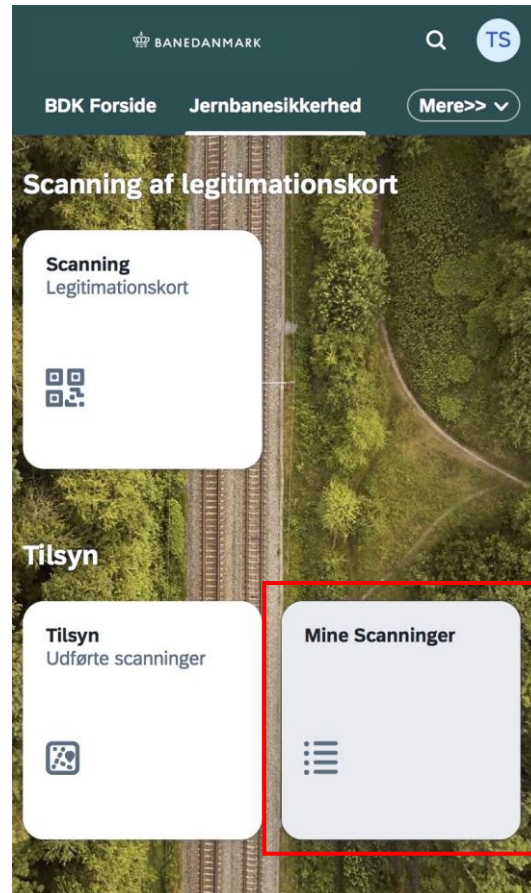 BANEDANMARK
TS
BDK Forside
Jernbanesikkerhed
Mere>>
Scanning af legitimationskort
Scanning
Legitimationskort
Tilsyn
Tilsyn
Udførte scanninger
Mine Scanninger